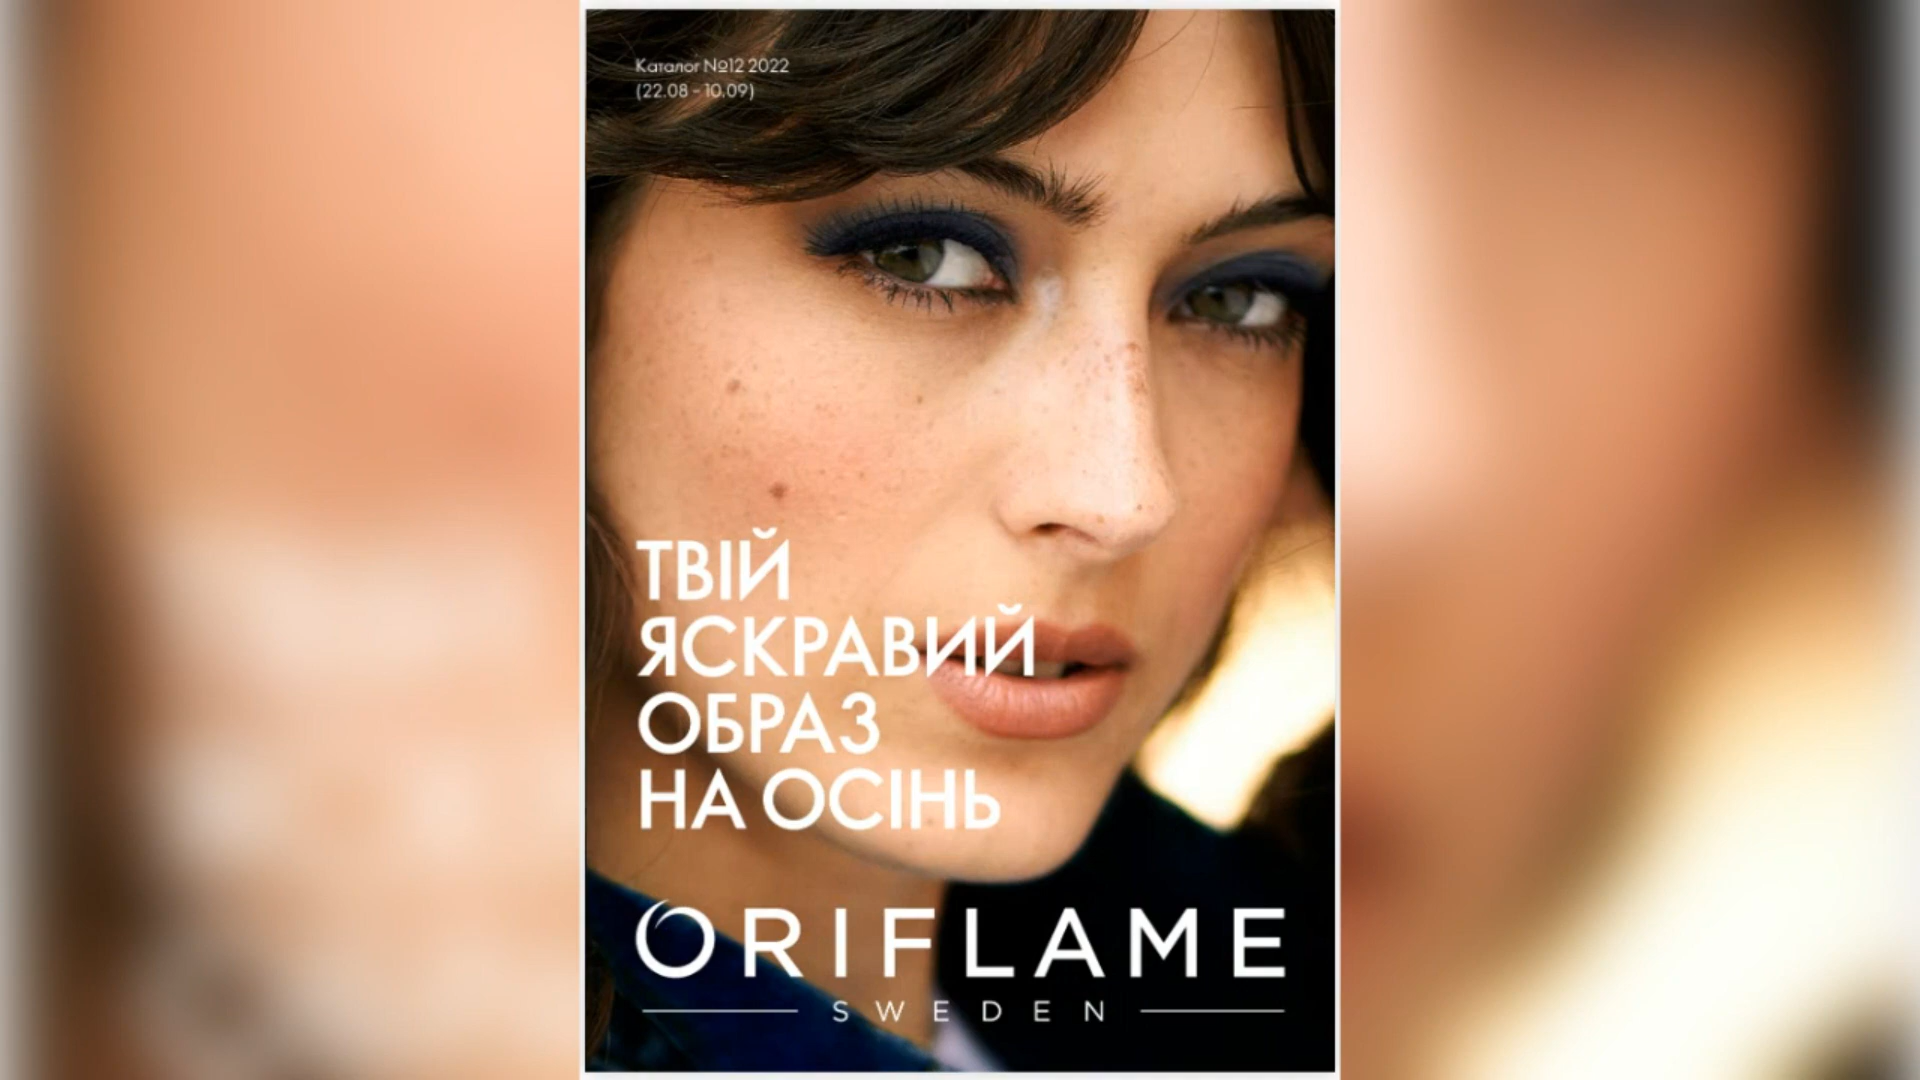 Каталог №12 2022
(22.08 - 10.09)
ТВІЙ
ЯСКРАВИЙ
ОБРАЗ
НА ОСІНЬ
ORIFLAME
SWEDEN